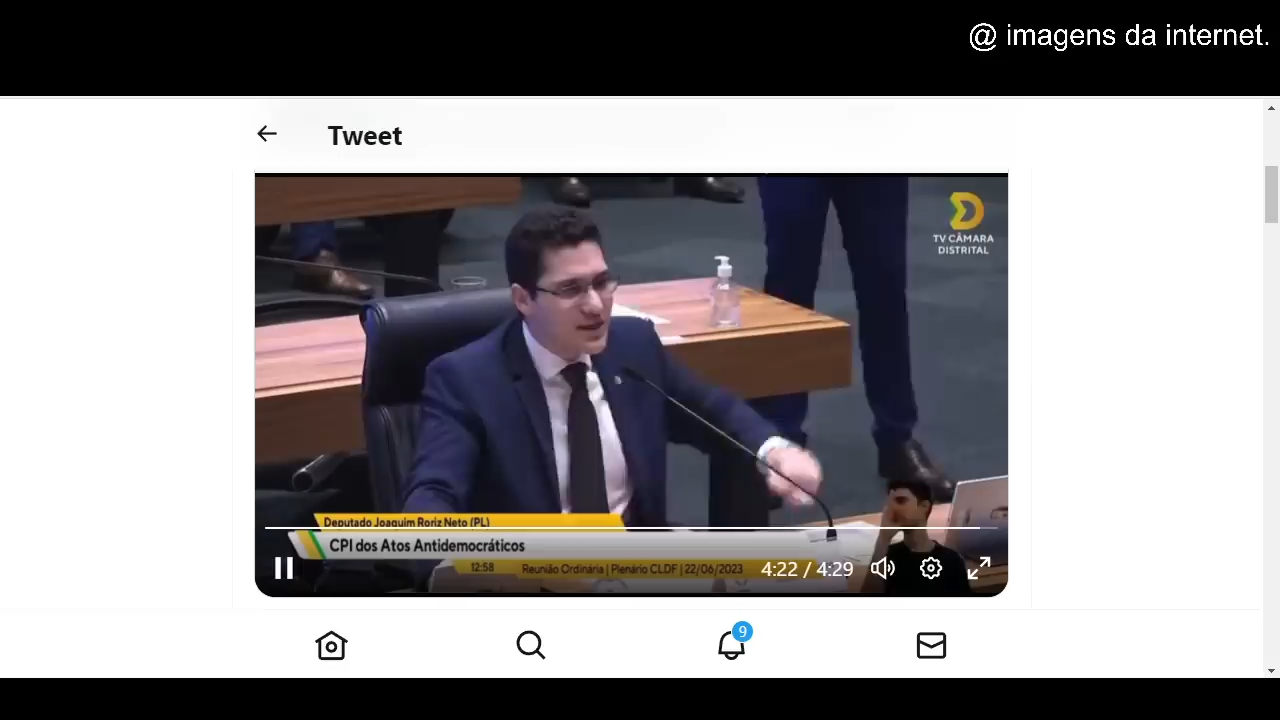 @ imagens da internet.
Tweet
TV CÂMARA
DISTRITAL
Deputado Joaquim Roriz Neto (PL)
CPI dos Atos Antidemocráticos
12:58 Reunião Ordinária | Plenário CLDF | 22/06/2023
4:22 / 4:29
9